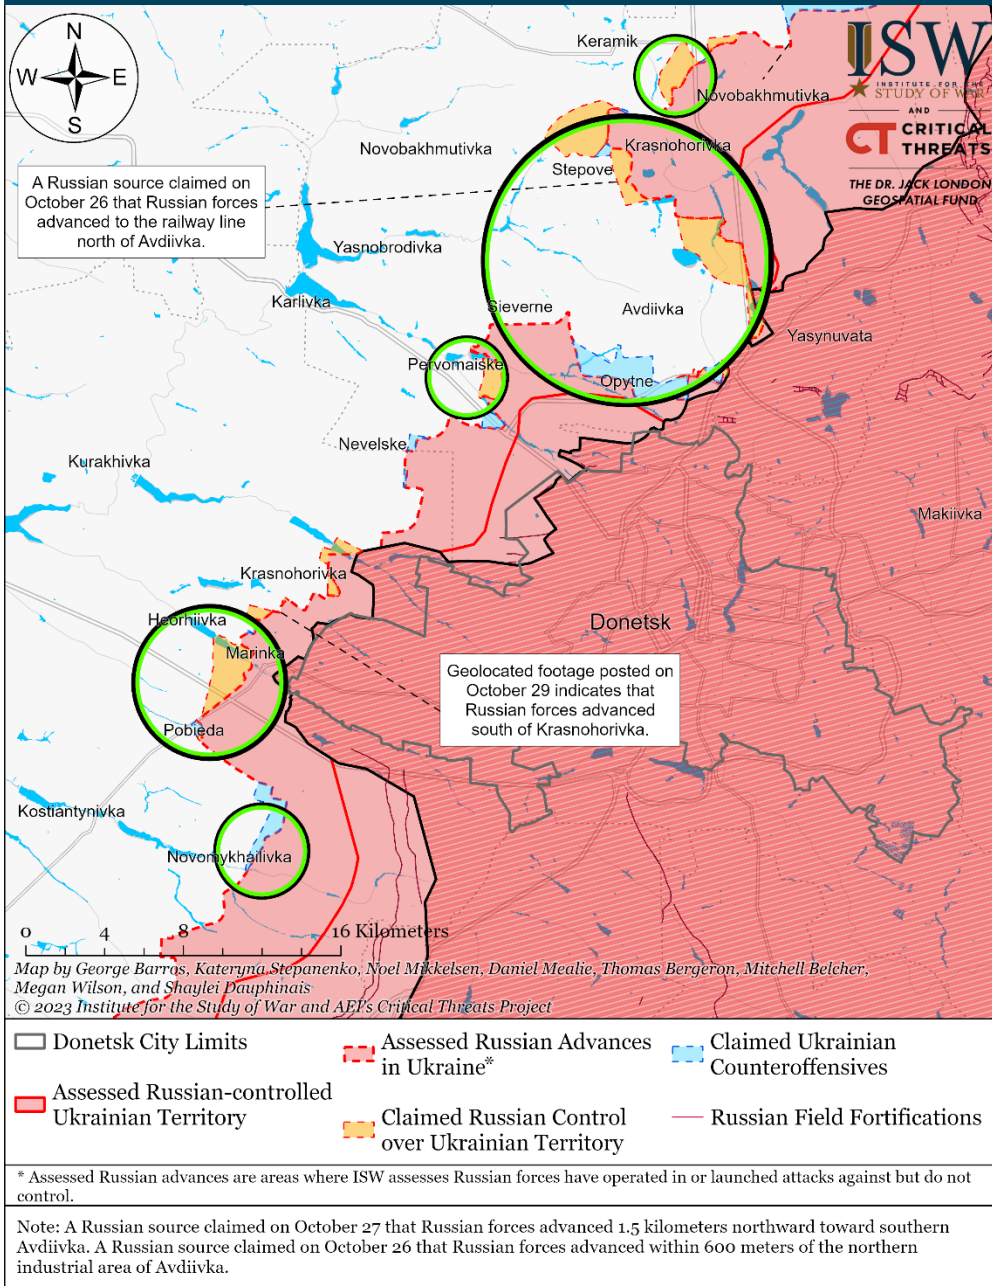 N
W E
S
ISW
INSTITUTE FOR THE
STUDY OF WAR
AND
CT CRITICAL
THREATS
THE DR. JACK LONDON
GEOSPATIAL FUND
Keramik
Novobakhmutivka
Krasnohorivka
Novobakhmutivka
Stepove
A Russian source claimed on
October 26 that Russian forces
advanced to the railway line
north of Avdiivka.
Yasnobrodivka
Karlivka
Sieverne
Avdiivka
Yasynuvata
Pervomaiske
Opytne
Nevelske
Kurakhivka
Makiivka
Krasnohorivka
Heorhiivka
Donetsk
Marinka
Geolocated footage posted on
October 29 indicates that
Russian forces advanced
south of Krasnohorivka.
Pobieda
Kostiantynivka
Novomykhailivka
0 4 8 16 Kilometers
Map by George Barros, Kateryna Stepanenko, Noel Mikkelsen, Daniel Mealie, Thomas Bergeron, Mitchell Belcher,
Megan Wilson, and Shaylei Dauphinais
© 2023 Institute for the Study of War and AEI's Critical Threats Project
Donetsk City Limits
Assessed Russian-controlled
Ukrainian Territory
Assessed Russian Advances
in Ukraine*
Claimed Russian Control
over Ukrainian Territory
Claimed Ukrainian
Counteroffensives
Russian Field Fortifications
* Assessed Russian advances are areas where ISW assesses Russian forces have operated in or launched attacks against but do not
control.
Note: A Russian source claimed on October 27 that Russian forces advanced 1.5 kilometers northward toward southern
Avdiivka. A Russian source claimed on October 26 that Russian forces advanced within 600 meters of the northern
industrial area of Avdiivka.